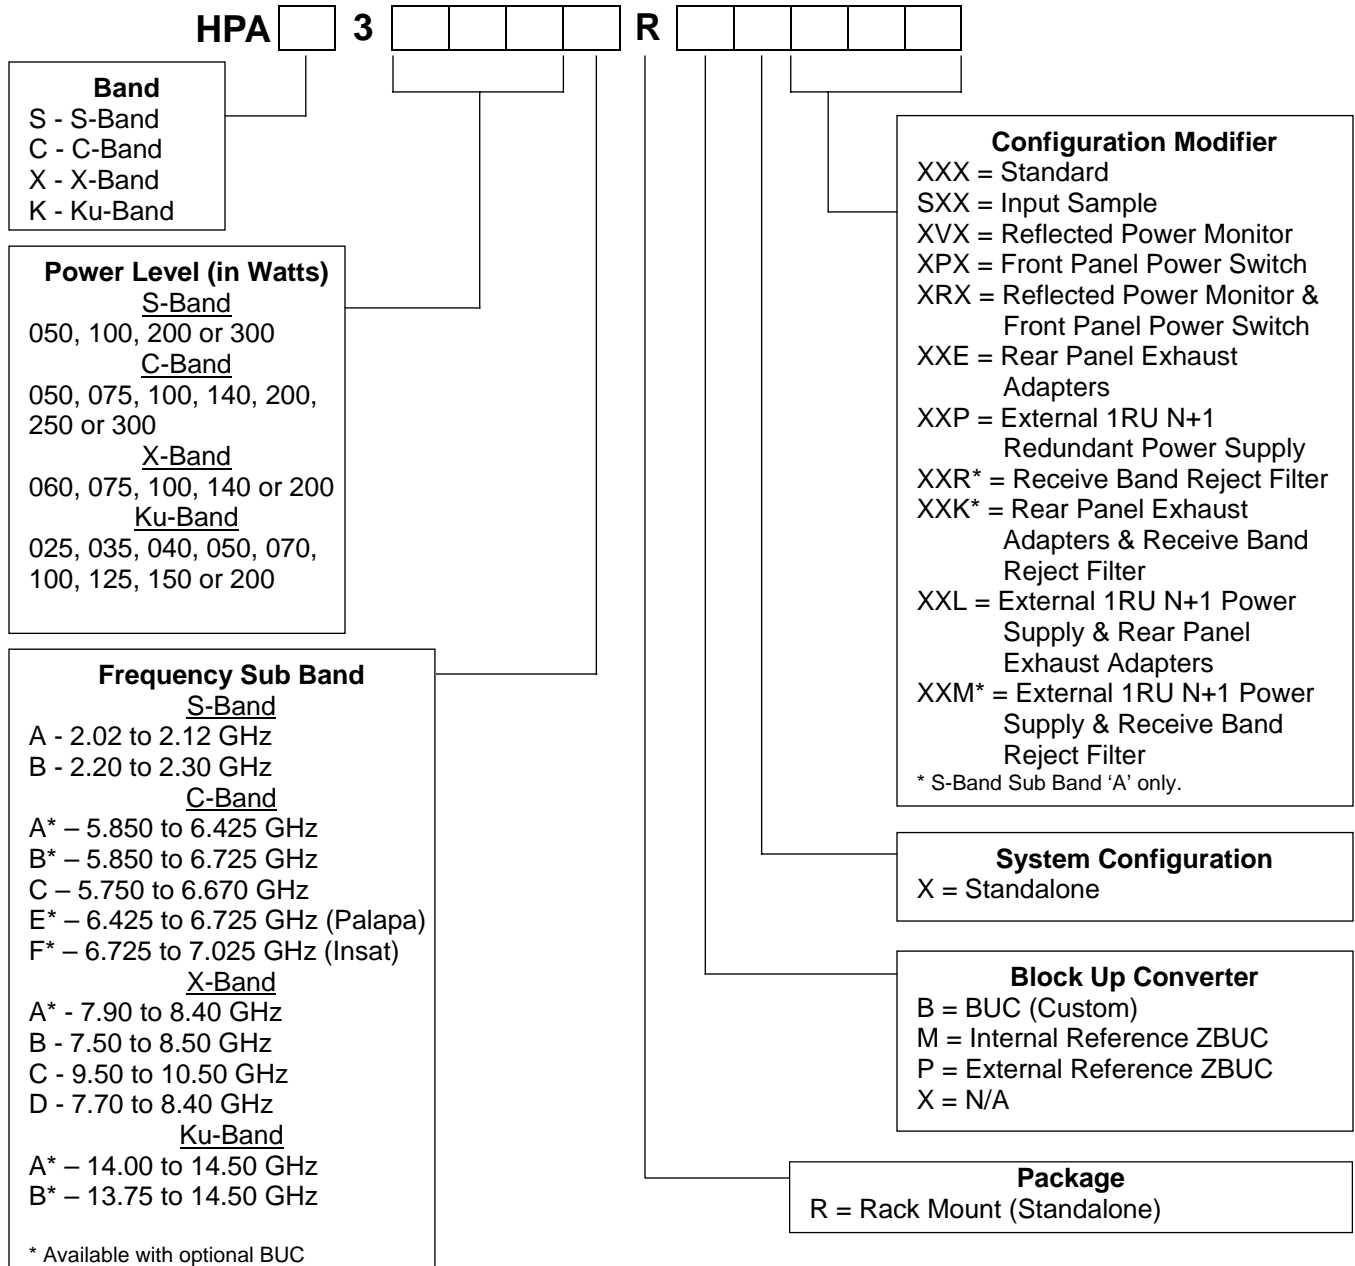 HPA 3 R
Band
S - S-Band
C - C-Band
X - X-Band
K - Ku-Band
Power Level (in Watts)
S-Band
050, 100, 200 or 300
C-Band
050, 075, 100, 140, 200,
250 or 300
X-Band
060, 075, 100, 140 or 200
Ku-Band
025, 035, 040, 050, 070,
100, 125, 150 or 200
Frequency Sub Band
S-Band
A - 2.02 to 2.12 GHz
B - 2.20 to 2.30 GHz
C-Band
A* – 5.850 to 6.425 GHz
B* – 5.850 to 6.725 GHz
C – 5.750 to 6.670 GHz
E* – 6.425 to 6.725 GHz (Palapa)
F* – 6.725 to 7.025 GHz (Insat)
X-Band
A* - 7.90 to 8.40 GHz
B - 7.50 to 8.50 GHz
C - 9.50 to 10.50 GHz
D - 7.70 to 8.40 GHz
Ku-Band
A* – 14.00 to 14.50 GHz
B* – 13.75 to 14.50 GHz
* Available with optional BUC
Configuration Modifier
XXX = Standard
SXX = Input Sample
XVX = Reflected Power Monitor
XPX = Front Panel Power Switch
XRX = Reflected Power Monitor &
Front Panel Power Switch
XXE = Rear Panel Exhaust
Adapters
XXP = External 1RU N+1
Redundant Power Supply
XXR* = Receive Band Reject Filter
XXK* = Rear Panel Exhaust
Adapters & Receive Band
Reject Filter
XXL = External 1RU N+1 Power
Supply & Rear Panel
Exhaust Adapters
XXM* = External 1RU N+1 Power
Supply & Receive Band
Reject Filter
* S-Band Sub Band ‘A’ only.
System Configuration
X = Standalone
Block Up Converter
B = BUC (Custom)
M = Internal Reference ZBUC
P = External Reference ZBUC
X = N/A
Package
R = Rack Mount (Standalone)